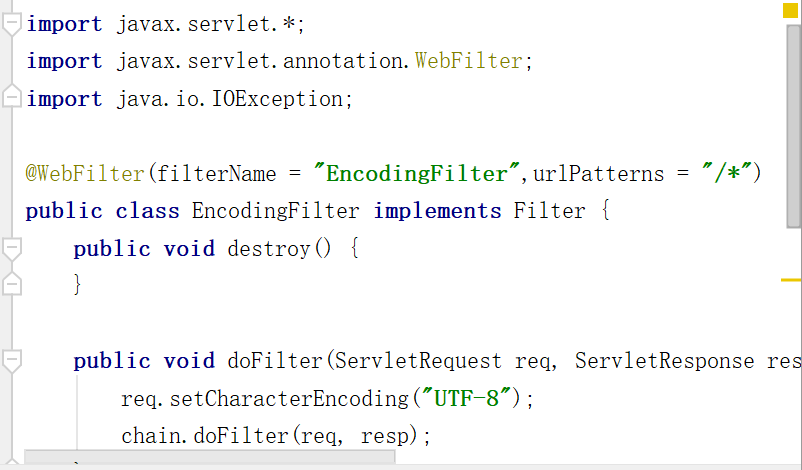 import javax.servlet.*;
import javax.servlet.annotation.WebFilter;
import java.io.IOException;
@WebFilter(filterName = "EncodingFilter",urlPatterns = "/*")
public class EncodingFilter implements Filter {
public void destroy() {
}
public void doFilter(ServletRequest req, ServletResponse res
req.setCharacterEncoding("UTF-8");
chain.doFilter(req, resp);